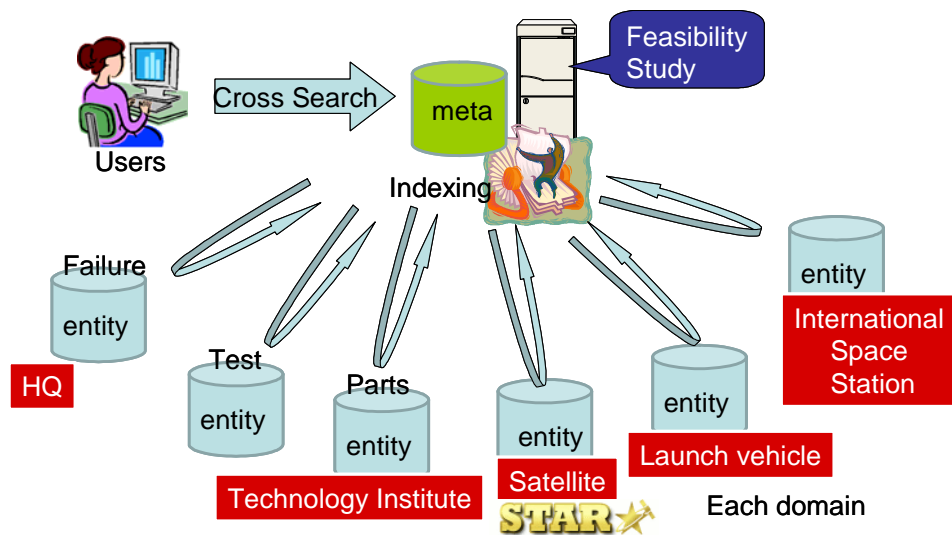 Feasibility
Study
Cross Search
meta
Users
Indexing
Failure
entity
HQ
Test
entity
Parts
entity
Technology Institute
entity
Satellite
STAR
entity
Launch vehicle
entity
International
Space
Station
Each domain